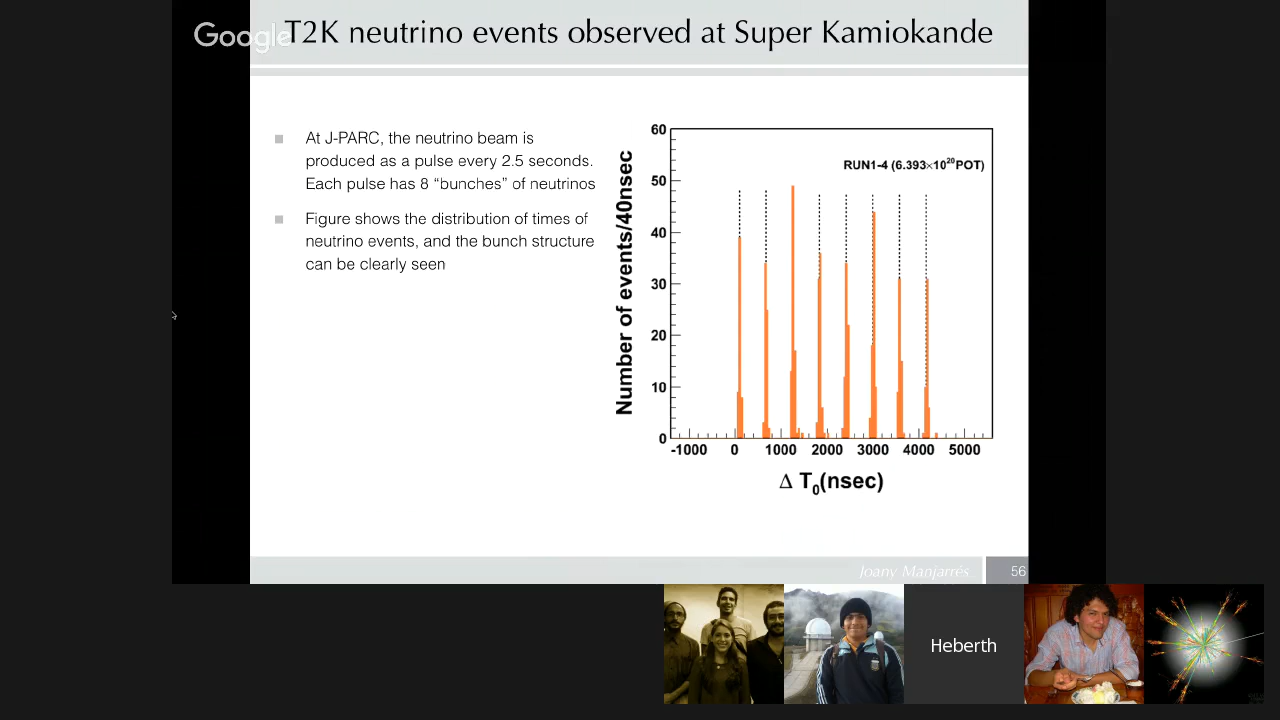 Google
T2K neutrino events observed at Super Kamiokande
At J-PARC, the neutrino beam is
produced as a pulse every 2.5 seconds.
Each pulse has 8 “bunches” of neutrinos
Figure shows the distribution of times of
neutrino events, and the bunch structure
can be clearly seen
Number of events/40nsec
60
50
40
30
20
10
0
RUN1-4 (6.393×10²⁰POT)
-1000 0 1000 2000 3000 4000 5000
Δ T₀(nsec)
Joany Manjarrés
56
Heberth